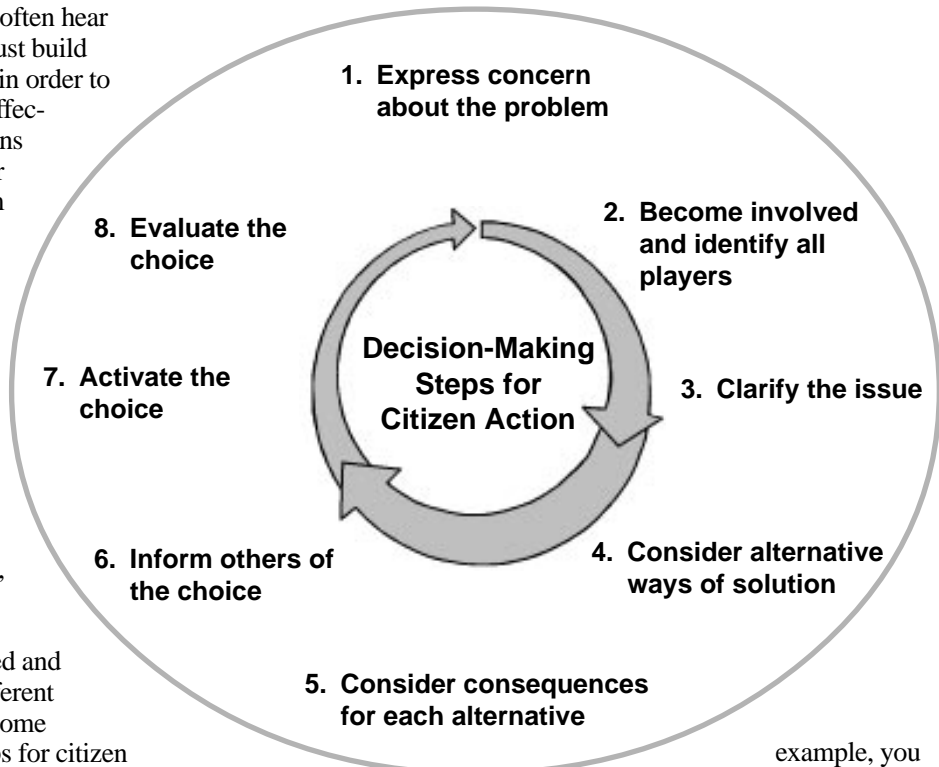 often hear
ust build
in order to
ffec-
ns
r
,
ed and
ferent
ome
s for citizen
1. Express concern
about the problem
2. Become involved
and identify all
players
3. Clarify the issue
4. Consider alternative
ways of solution
5. Consider consequences
for each alternative
6. Inform others of
the choice
7. Activate the
choice
8. Evaluate the
choice
Decision-Making
Steps for
Citizen Action
example, you